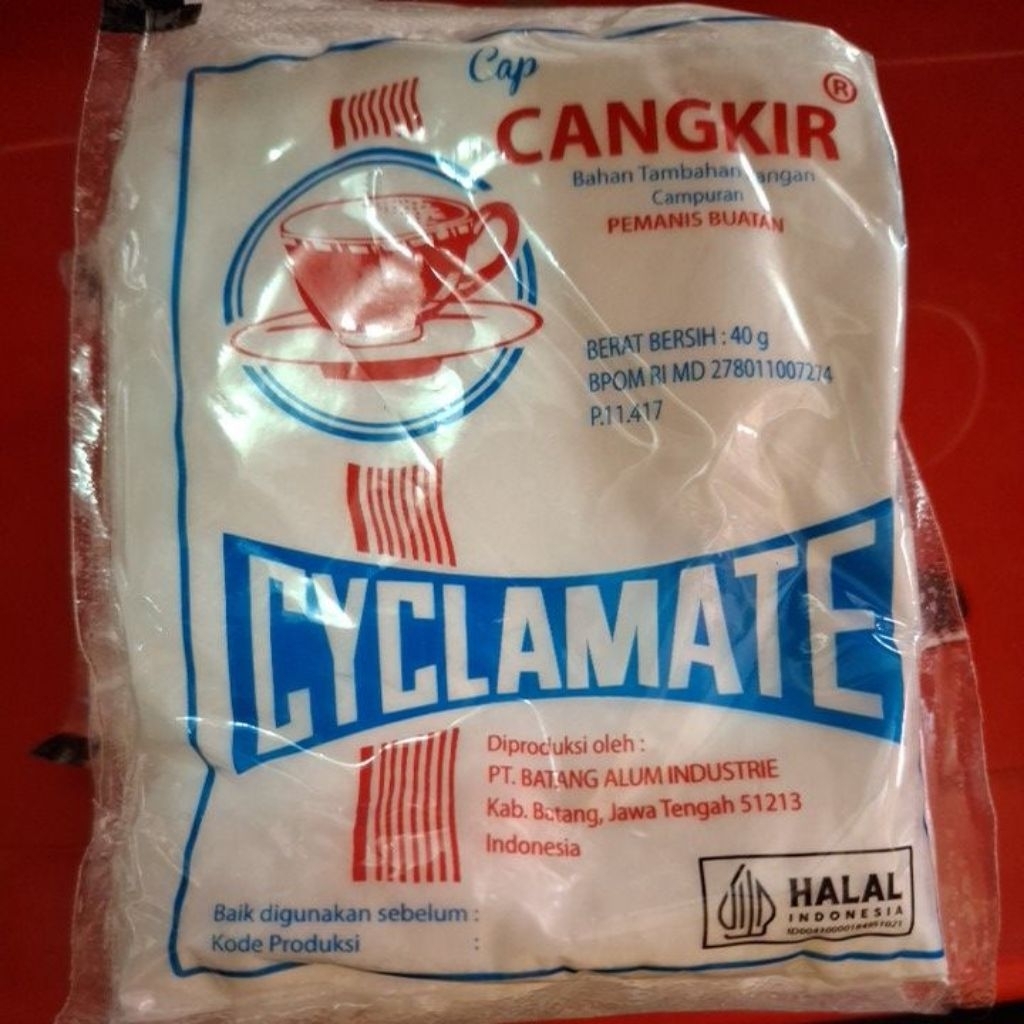 Cap
CANGKIR®
Bahan Tambahan Pangan
Campuran
PEMANIS BUATAN
BERAT BERSIH : 40 g
BPOM RI MD 278011007274
P.11.417
CYCLAMATE
Diproduksi oleh :
PT. BATANG ALUM INDUSTRIE
Kab. Batang, Jawa Tengah 51213
Indonesia
Baik digunakan sebelum :
Kode Produksi :
HALAL
INDONESIA